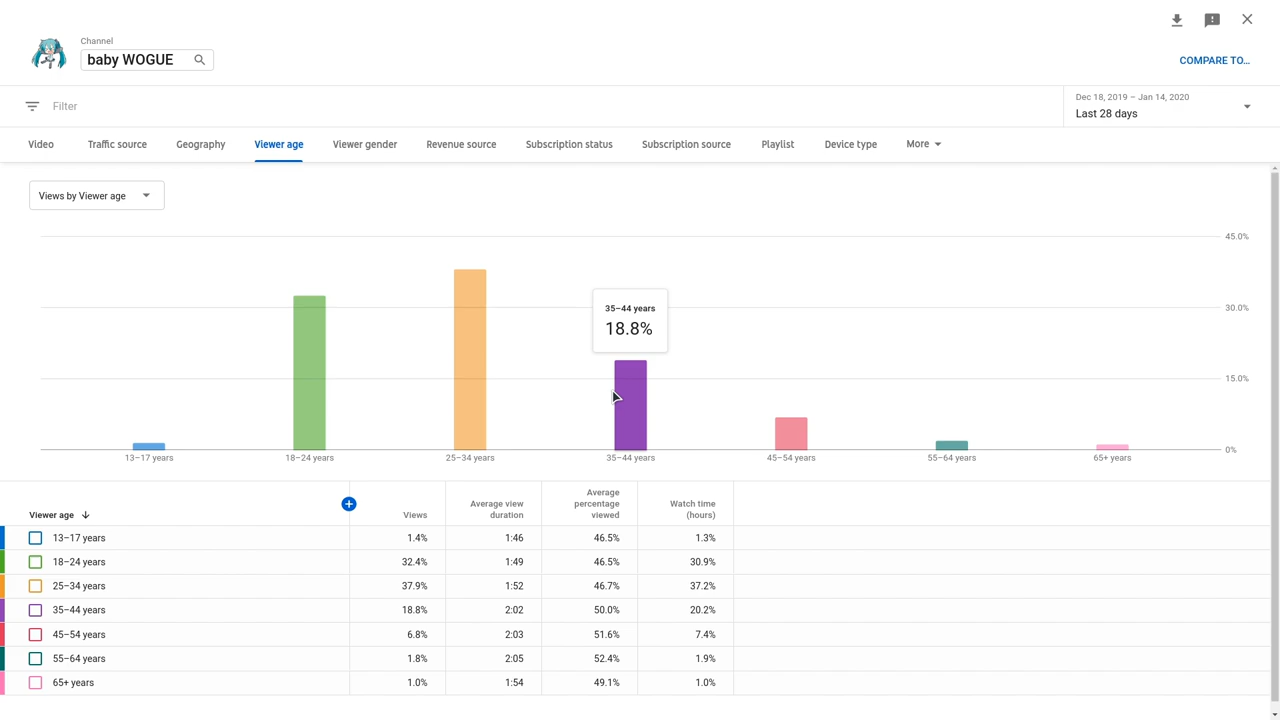 Channel
baby WOGUE
COMPARE TO...
Filter
Dec 18, 2019 – Jan 14, 2020
Last 28 days
Video Traffic source Geography Viewer age Viewer gender Revenue source Subscription status Subscription source Playlist Device type More
Views by Viewer age
45.0%
30.0%
15.0%
0%
35–44 years
18.8%
13–17 years 18–24 years 25–34 years 35–44 years 45–54 years 55–64 years 65+ years
Viewer age Views Average view duration Average percentage viewed Watch time (hours)
13–17 years 1.4% 1:46 46.5% 1.3%
18–24 years 32.4% 1:49 46.5% 30.9%
25–34 years 37.9% 1:52 46.7% 37.2%
35–44 years 18.8% 2:02 50.0% 20.2%
45–54 years 6.8% 2:03 51.6% 7.4%
55–64 years 1.8% 2:05 52.4% 1.9%
65+ years 1.0% 1:54 49.1% 1.0%